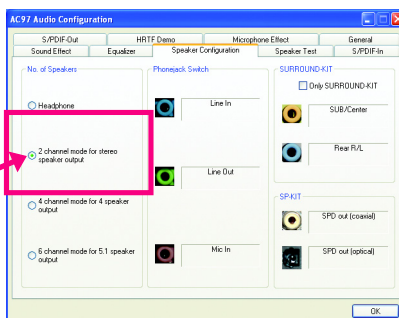 AC97 Audio Configuration
S/PDIF-Out
HRTF Demo
Microphone Effect
General
Sound Effect
Equalizer
Speaker Configuration
Speaker Test
S/PDIF-In
No. of Speakers
Headphone
2 channel mode for stereo
speaker output
4 channel mode for 4 speaker
output
6 channel mode for 5.1 speaker
output
Phonejack Switch
Line In
Line Out
Mic In
SURROUND-KIT
Only SURROUND-KIT
SUB/Center
Rear R/L
SP-KIT
SPD out (coaxial)
SPD out (optical)
OK